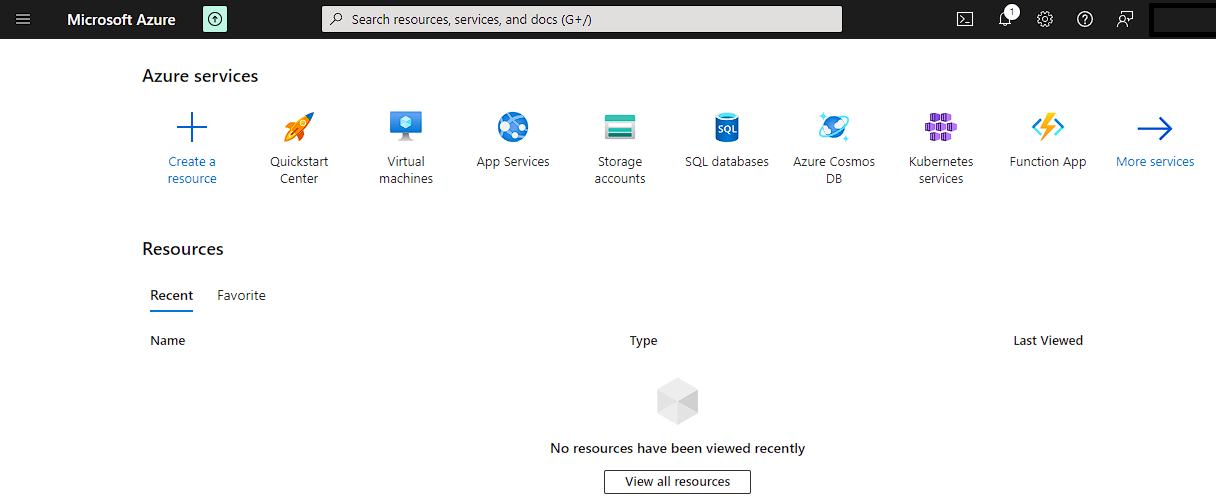 Microsoft Azure
Search resources, services, and docs (G+/)
1
Azure services
Create a
resource
Quickstart
Center
Virtual
machines
App Services
Storage
accounts
SQL
SQL databases
Azure Cosmos
DB
Kubernetes
services
Function App
More services
Resources
Recent Favorite
Name Type Last Viewed
No resources have been viewed recently
View all resources